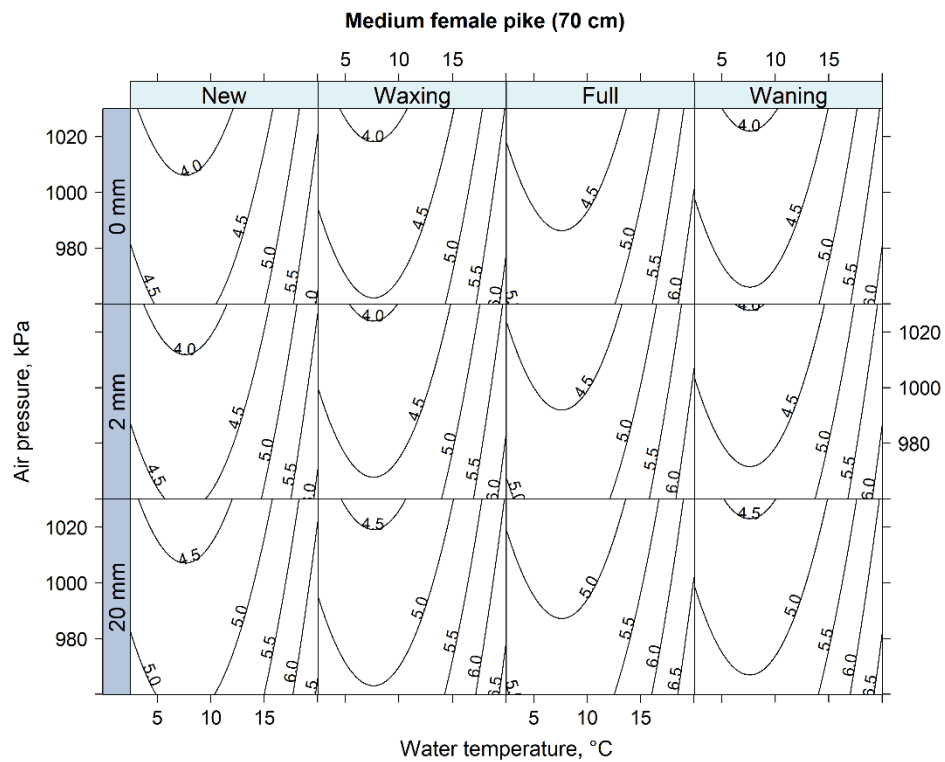 Medium female pike (70 cm)
5 10 15 5 10 15
New Waxing Full Waning
Air pressure, kPa
0 mm
1020
1000
980
4.0 4.0 4.0
4.5 4.5 4.5 4.5 4.5
5.0 5.0 5.0 5.0
5.5 5.5 5.5 5.5
6.0 6.0 6.0
2 mm
1020
1000
980
4.0 4.0
4.5 4.5 4.5 4.5 4.5
5.0 5.0 5.0 5.0 5.0
5.5 5.5 5.5 5.5
6.0 6.0 6.0
20 mm
1020
1000
980
4.5 4.5 4.5
5.0 5.0 5.0 5.0 5.0
5.5 5.5 5.5 5.5
6.0 6.0 6.0 6.0
6.5 6.5 6.5
5 10 15 5 10 15
Water temperature, °C